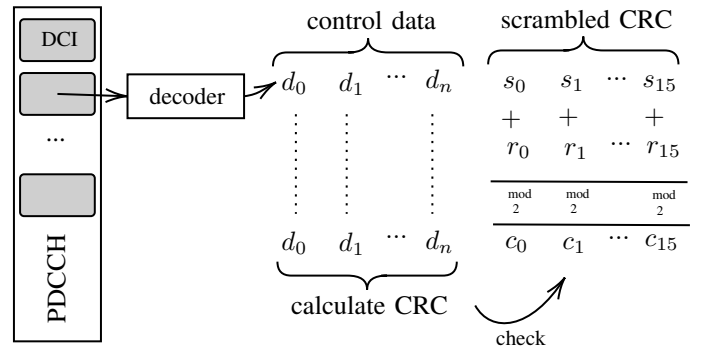 control data scrambled CRC
DCI
decoder
d₀ d₁ ... dₙ s₀ s₁ ... s₁₅
+ + +
r₀ r₁ ... r₁₅
...
mod 2 mod 2 mod 2
d₀ d₁ ... dₙ c₀ c₁ ... c₁₅
PDCCH
calculate CRC
check